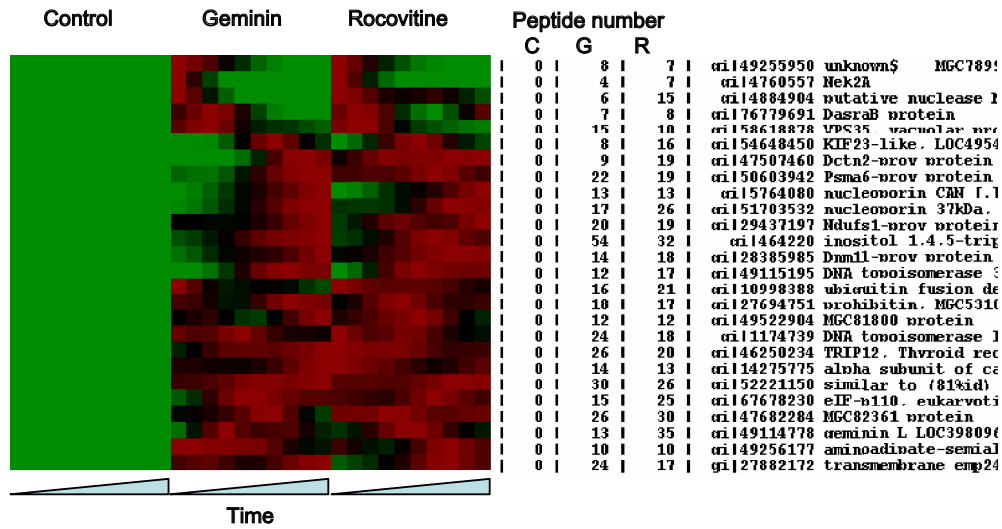 Control Geminin Rocovitine Peptide number
C G R
| 0 | 8 | 7 | gi|49255950 unknown$ MGC7899
| 0 | 4 | 7 | gi|4760557 Nek2A
| 0 | 6 | 15 | gi|4884904 putative nuclease
| 0 | 7 | 8 | gi|76779691 DasraB protein
| 0 | 15 | 10 | gi|58618878 VPS35, vacuolar pro
| 0 | 8 | 16 | gi|54648450 KIF23-like, LOC4954
| 0 | 9 | 19 | gi|47507460 Dctn2-prov protein
| 0 | 22 | 19 | gi|50603942 Psma6-prov protein
| 0 | 13 | 13 | gi|5764080 nucleoporin CAN [.]
| 0 | 17 | 26 | gi|51703532 nucleoporin 37kDa,
| 0 | 20 | 19 | gi|29437197 Ndufs1-prov protein
| 0 | 54 | 32 | gi|464220 inositol 1,4,5-trip
| 0 | 14 | 18 | gi|28385985 Dnm1l-prov protein
| 0 | 12 | 17 | gi|49115195 DNA topoisomerase 3
| 0 | 16 | 21 | gi|10998388 ubiquitin fusion de
| 0 | 10 | 17 | gi|27694751 prohibitin, MGC5310
| 0 | 12 | 12 | gi|49522904 MGC81800 protein
| 0 | 24 | 18 | gi|1174739 DNA topoisomerase
| 0 | 26 | 20 | gi|46250234 TRIP12, Thyroid rec
| 0 | 14 | 13 | gi|14275775 alpha subunit of ca
| 0 | 30 | 26 | gi|52221150 similar to (81%id)
| 0 | 15 | 25 | gi|67678230 eIF-p110, eukaryoti
| 0 | 26 | 30 | gi|47682284 MGC82361 protein
| 0 | 13 | 35 | gi|49114778 geminin L LOC398096
| 0 | 10 | 10 | gi|49256177 aminoadipate-semial
| 0 | 24 | 17 | gi|27882172 transmembrane emp24
Time